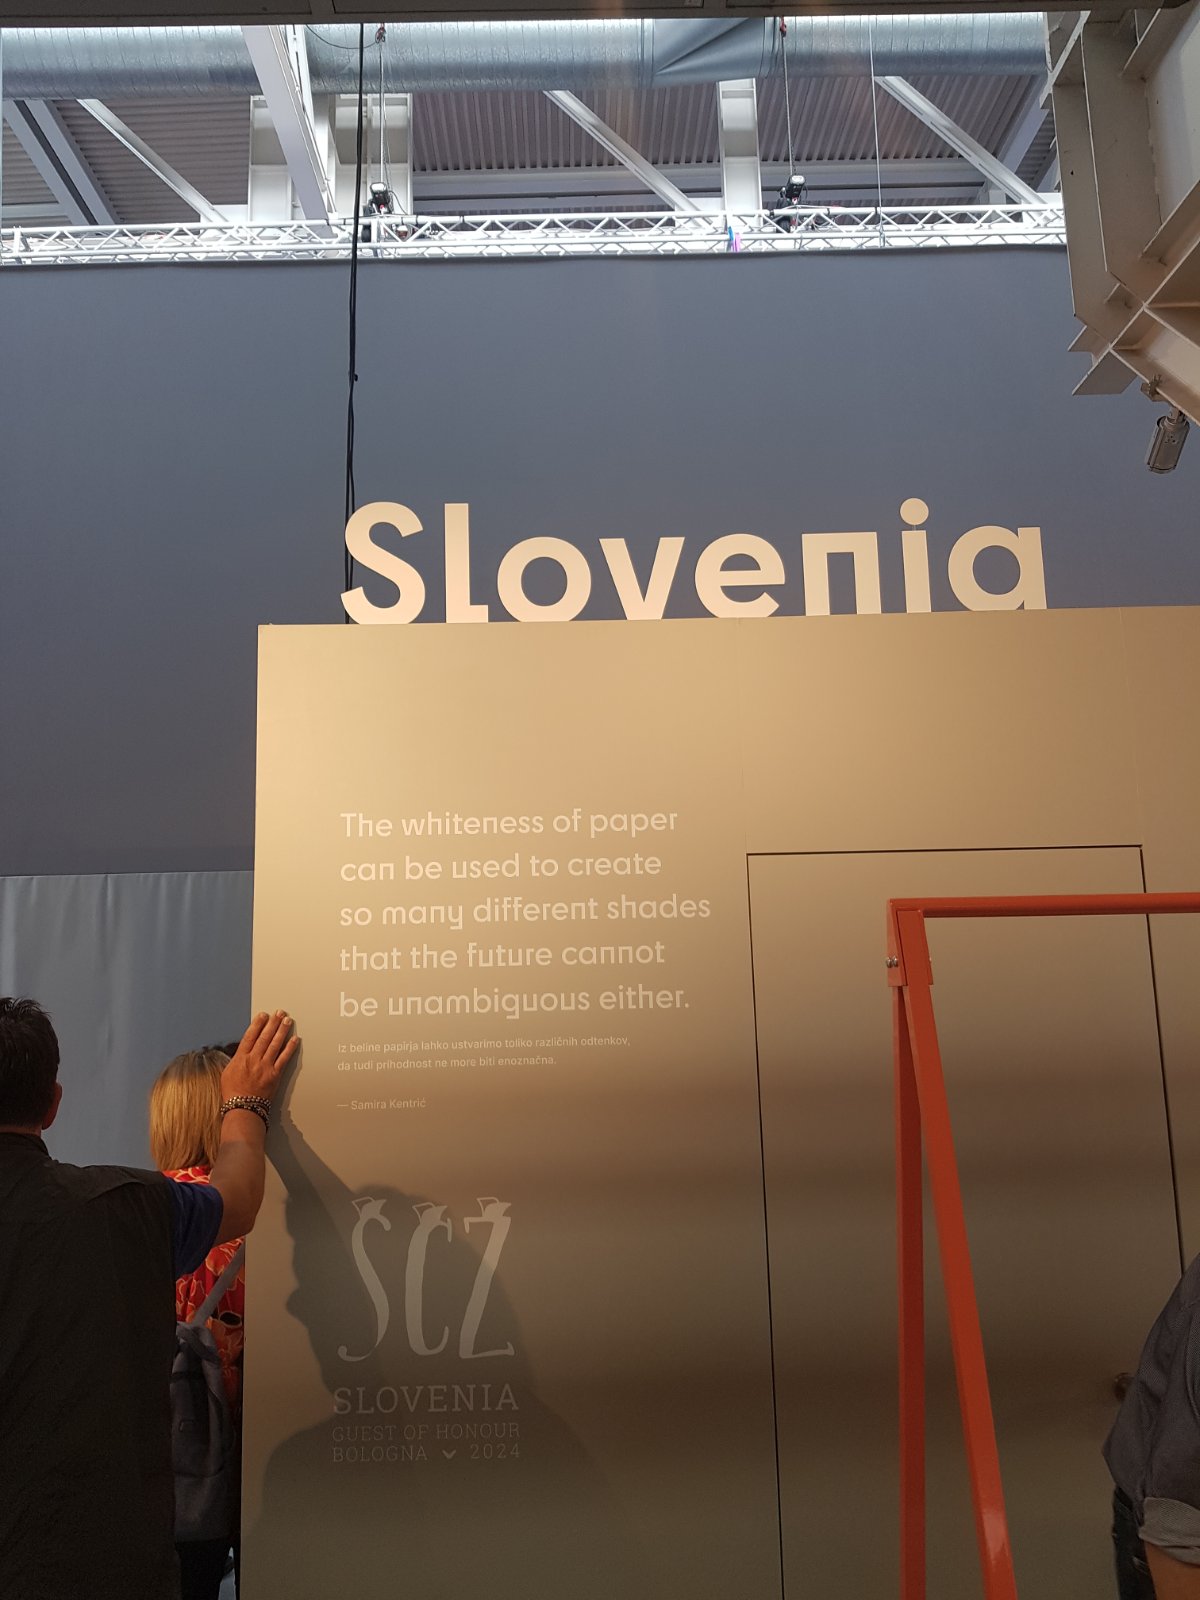 Slovenia
The whiteness of paper
can be used to create
so many different shades
that the future cannot
be unambiguous either.
Iz beline papirja lahko ustvarimo toliko različnih odtenkov,
da tudi prihodnost ne more biti enoznačna.
— Samira Kentrić
ŠČŽ
SLOVENIA
GUEST OF HONOUR
BOLOGNA 2024